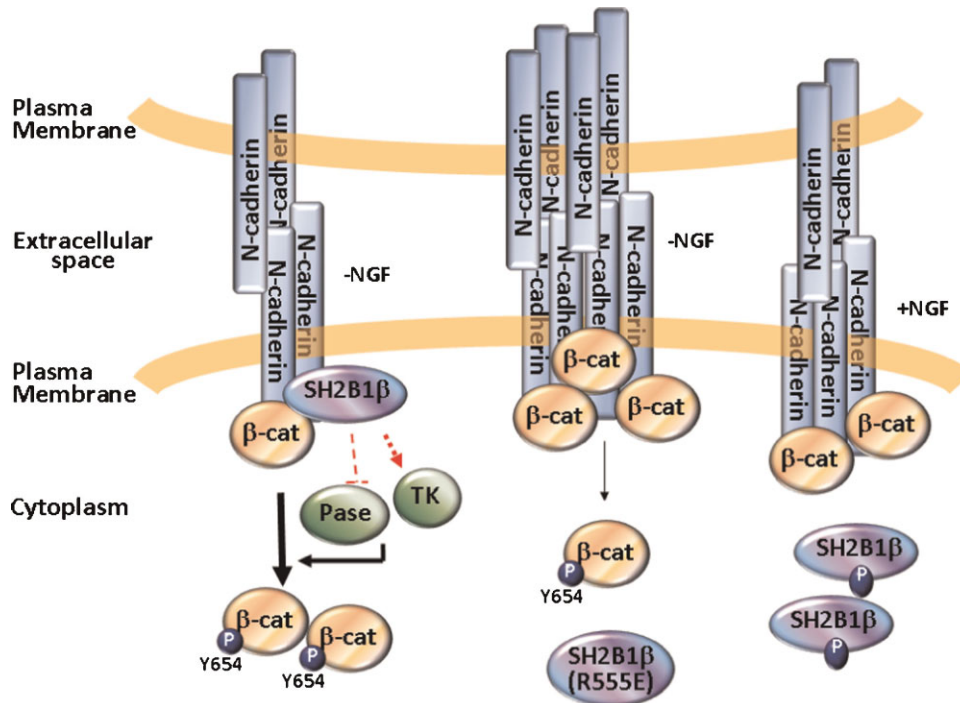 Plasma
Membrane
N-cadherin
N-cadherin
N-cadherin
N-cadherin
N-cadherin
N-cadherin
N-cadherin
N-cadherin
N-cadherin
N-cadherin
Extracellular
space
N-cadherin
N-cadherin
-NGF
N-cadherin
N-cadherin
N-cadherin
N-cadherin
-NGF
N-cadherin
N-cadherin
N-cadherin
+NGF
Plasma
Membrane
SH2B1β
β-cat
β-cat
β-cat
β-cat
β-cat
β-cat
Cytoplasm
Pase
TK
β-cat
P
Y654
β-cat
P
Y654
β-cat
P
Y654
SH2B1β
(R555E)
SH2B1β
P
SH2B1β
P